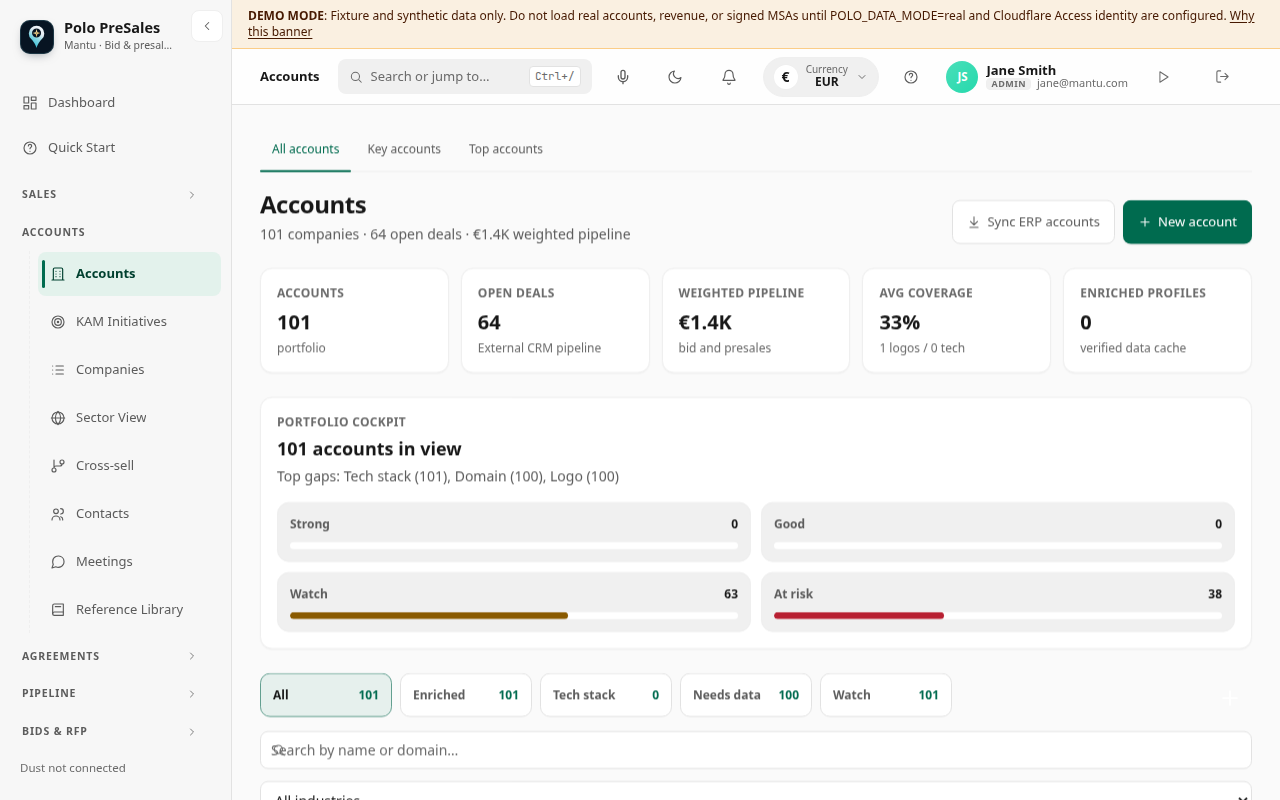 Polo PreSales
Mantu · Bid & presal...
Dashboard
Quick Start
SALES
ACCOUNTS
Accounts
KAM Initiatives
Companies
Sector View
Cross-sell
Contacts
Meetings
Reference Library
AGREEMENTS
PIPELINE
BIDS & RFP
Dust not connected
DEMO MODE: Fixture and synthetic data only. Do not load real accounts, revenue, or signed MSAs until POLO_DATA_MODE=real and Cloudflare Access identity are configured. Why
this banner
Accounts
Search or jump to...
Ctrl+/
€
Currency
EUR
JS
Jane Smith
ADMIN jane@mantu.com
All accounts
Key accounts
Top accounts
Accounts
101 companies · 64 open deals · €1.4K weighted pipeline
Sync ERP accounts
New account
ACCOUNTS
101
portfolio
OPEN DEALS
64
External CRM pipeline
WEIGHTED PIPELINE
€1.4K
bid and presales
AVG COVERAGE
33%
1 logos / 0 tech
ENRICHED PROFILES
0
verified data cache
PORTFOLIO COCKPIT
101 accounts in view
Top gaps: Tech stack (101), Domain (100), Logo (100)
Strong 0
Good 0
Watch 63
At risk 38
All 101
Enriched 101
Tech stack 0
Needs data 100
Watch 101
Search by name or domain...
All industries